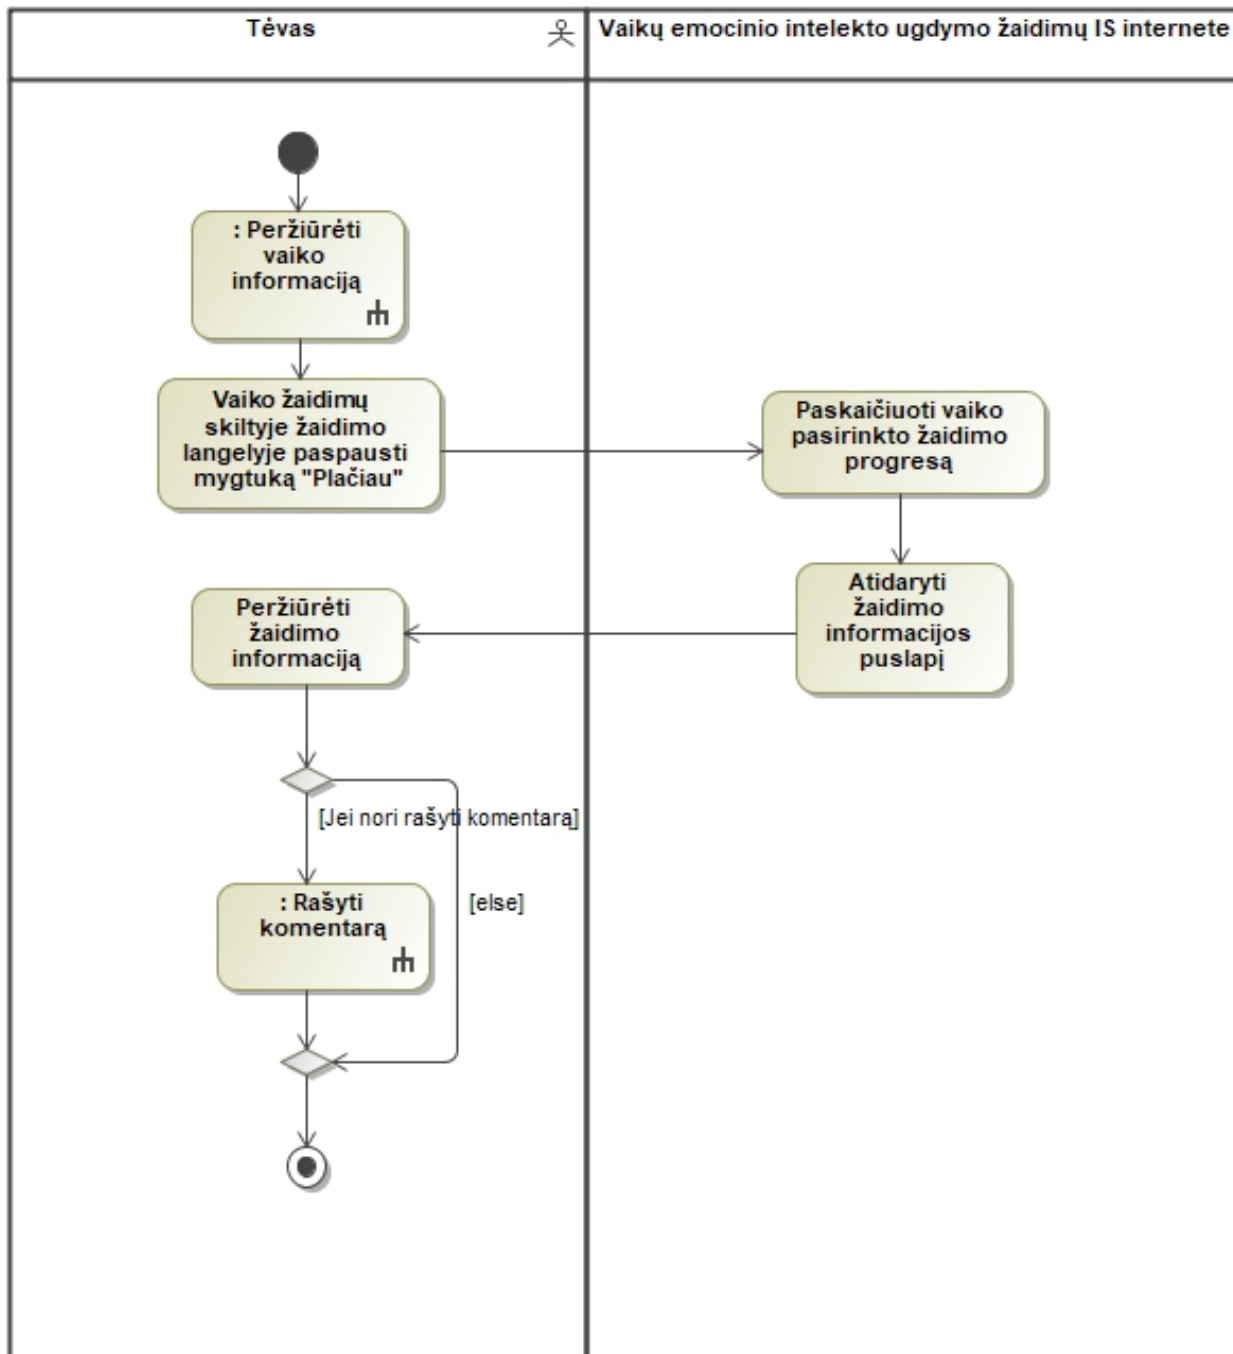 Tėvas
Vaikų emocinio intelekto ugdymo žaidimų IS internete
: Peržiūrėti
vaiko
informaciją
Vaiko žaidimų
skiltyje žaidimo
langelyje paspausti
mygtuką "Plačiau"
Paskaičiuoti vaiko
pasirinkto žaidimo
progresą
Atidaryti
žaidimo
informacijos
puslapį
Peržiūrėti
žaidimo
informaciją
[Jei nori rašyti komentarą]
[else]
: Rašyti
komentarą